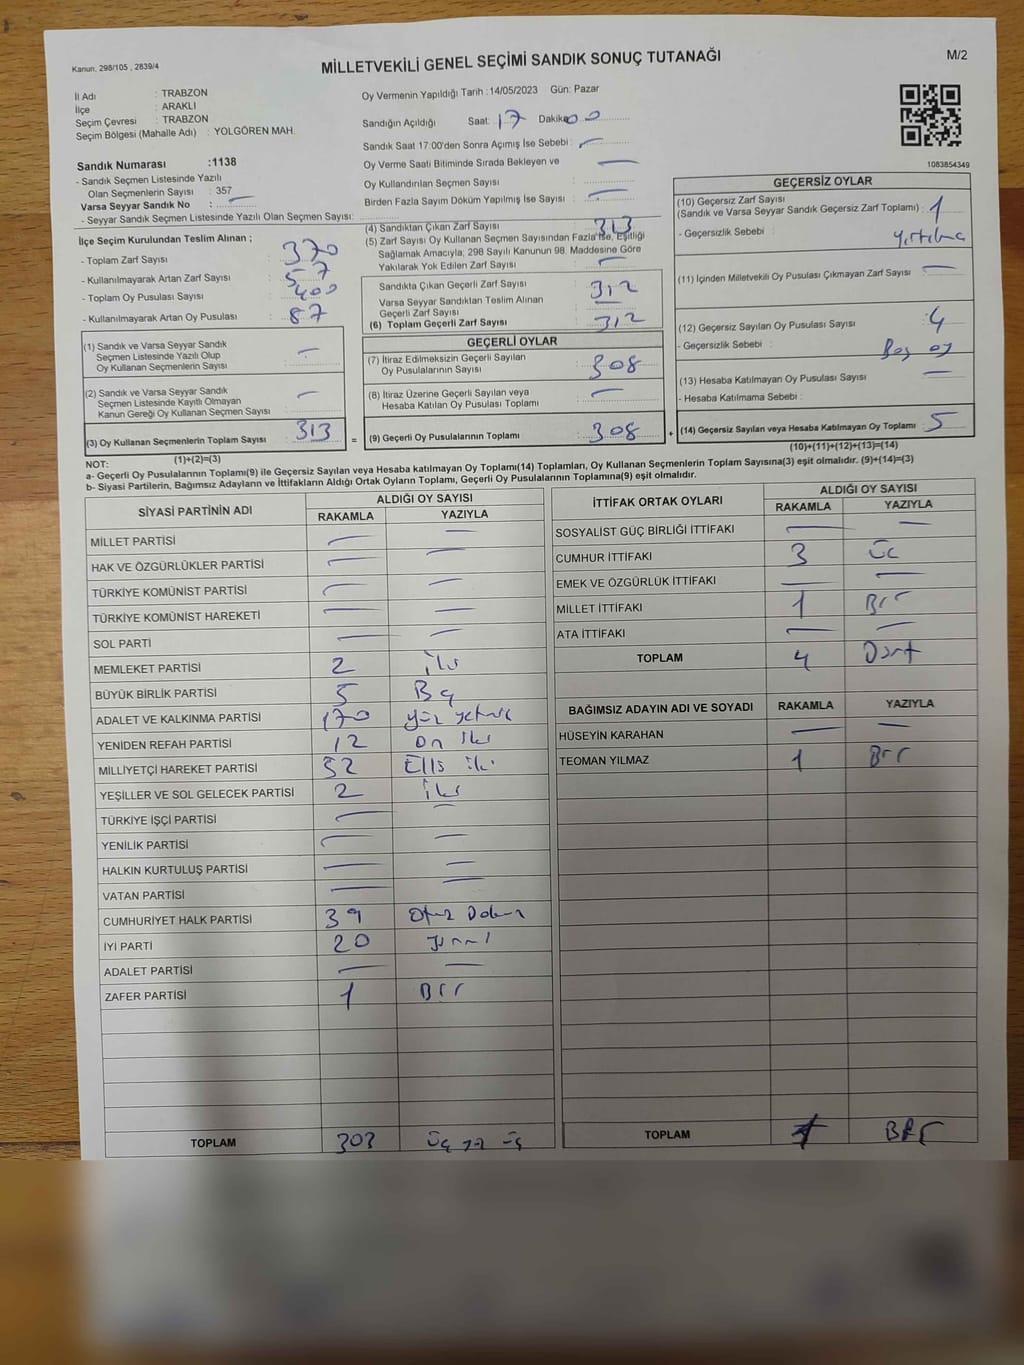 Kanun, 298/105 , 2839/4
MİLLETVEKİLİ GENEL SEÇİMİ SANDIK SONUÇ TUTANAĞI
M/2
İl Adı : TRABZON
İlçe : ARAKLI
Seçim Çevresi : TRABZON
Seçim Bölgesi (Mahalle Adı) : YOLGÖREN MAH.
Sandık Numarası :1138
- Sandık Seçmen Listesinde Yazılı
Olan Seçmenlerin Sayısı : 357
Varsa Seyyar Sandık No :
- Seyyar Sandık Seçmen Listesinde Yazılı Olan Seçmen Sayısı:
Oy Vermenin Yapıldığı Tarih :14/05/2023 Gün: Pazar
Sandığın Açıldığı Saat: 17 Dakika: 00
Sandık Saat 17:00'den Sonra Açımış İse Sebebi :
Oy Verme Saati Bitiminde Sırada Bekleyen ve
Oy Kullandırılan Seçmen Sayısı :
Birden Fazla Sayım Döküm Yapılmış İse Sayısı :
1083854349
İlçe Seçim Kurulundan Teslim Alınan ;
- Toplam Zarf Sayısı : 370
- Kullanılmayarak Artan Zarf Sayısı : 57
- Toplam Oy Pusulası Sayısı : 400
- Kullanılmayarak Artan Oy Pusulası : 87
(1) Sandık ve Varsa Seyyar Sandık
Seçmen Listesinde Yazılı Olup
Oy Kullanan Seçmenlerin Sayısı : -
(2) Sandık ve Varsa Seyyar Sandık
Seçmen Listesinde Kayıtlı Olmayan
Kanun Gereği Oy Kullanan Seçmen Sayısı : -
(3) Oy Kullanan Seçmenlerin Toplam Sayısı : 313
(1)+(2)=(3)
(4) Sandıktan Çıkan Zarf Sayısı : 313
(5) Zarf Sayısı Oy Kullanan Seçmen Sayısından Fazla İse, Eşitliği
Sağlamak Amacıyla, 298 Sayılı Kanunun 98. Maddesine Göre
Yakılarak Yok Edilen Zarf Sayısı : -
Sandıkta Çıkan Geçerli Zarf Sayısı : 312
Varsa Seyyar Sandıktan Teslim Alınan
Geçerli Zarf Sayısı : -
(6) Toplam Geçerli Zarf Sayısı : 312
GEÇERLİ OYLAR
(7) İtiraz Edilmeksizin Geçerli Sayılan
Oy Pusulalarının Sayısı : 308
(8) İtiraz Üzerine Geçerli Sayılan veya
Hesaba Katılan Oy Pusulası Toplamı : -
= (9) Geçerli Oy Pusulalarının Toplamı : 308 +
GEÇERSİZ OYLAR
(10) Geçersiz Zarf Sayısı
(Sandık ve Varsa Seyyar Sandık Geçersiz Zarf Toplamı) : 1
- Geçersizlik Sebebi : Yırtılma
(11) İçinden Milletvekili Oy Pusulası Çıkmayan Zarf Sayısı : -
(12) Geçersiz Sayılan Oy Pusulası Sayısı : 4
- Geçersizlik Sebebi : Boş oy
(13) Hesaba Katılmayan Oy Pusulası Sayısı : -
- Hesaba Katılmama Sebebi :
(14) Geçersiz Sayılan veya Hesaba Katılmayan Oy Toplamı : 5
(10)+(11)+(12)+(13)=(14)
NOT:
a- Geçerli Oy Pusulalarının Toplamı(9) ile Geçersiz Sayılan veya Hesaba katılmayan Oy Toplamı(14) Toplamları, Oy Kullanan Seçmenlerin Toplam Sayısına(3) eşit olmalıdır. (9)+(14)=(3)
b- Siyasi Partilerin, Bağımsız Adayların ve İttifakların Aldığı Ortak Oyların Toplamı, Geçerli Oy Pusulalarının Toplamına(9) eşit olmalıdır.
SİYASİ PARTİNİN ADI ALDIĞI OY SAYISI
RAKAMLA YAZIYLA
MİLLET PARTİSİ - -
HAK VE ÖZGÜRLÜKLER PARTİSİ - -
TÜRKİYE KOMÜNİST PARTİSİ - -
TÜRKİYE KOMÜNİST HAREKETİ - -
SOL PARTİ - -
MEMLEKET PARTİSİ 2 iki
BÜYÜK BİRLİK PARTİSİ 5 Beş
ADALET VE KALKINMA PARTİSİ 170 yüz yetmiş
YENİDEN REFAH PARTİSİ 12 on iki
MİLLİYETÇİ HAREKET PARTİSİ 52 Elli iki
YEŞİLLER VE SOL GELECEK PARTİSİ 2 iki
TÜRKİYE İŞÇİ PARTİSİ - -
YENİLİK PARTİSİ - -
HALKIN KURTULUŞ PARTİSİ - -
VATAN PARTİSİ - -
CUMHURİYET HALK PARTİSİ 39 Otuz Dokuz
İYİ PARTİ 20 yirmi
ADALET PARTİSİ - -
ZAFER PARTİSİ 1 Bir
TOPLAM 303 üç yüz üç
İTTİFAK ORTAK OYLARI ALDIĞI OY SAYISI
RAKAMLA YAZIYLA
SOSYALİST GÜÇ BİRLİĞİ İTTİFAKI - -
CUMHUR İTTİFAKI 3 üç
EMEK VE ÖZGÜRLÜK İTTİFAKI - -
MİLLET İTTİFAKI 1 Bir
ATA İTTİFAKI - -
TOPLAM 4 Dört
BAĞIMSIZ ADAYIN ADI VE SOYADI RAKAMLA YAZIYLA
HÜSEYİN KARAHAN - -
TEOMAN YILMAZ 1 Bir
TOPLAM 1 Bir